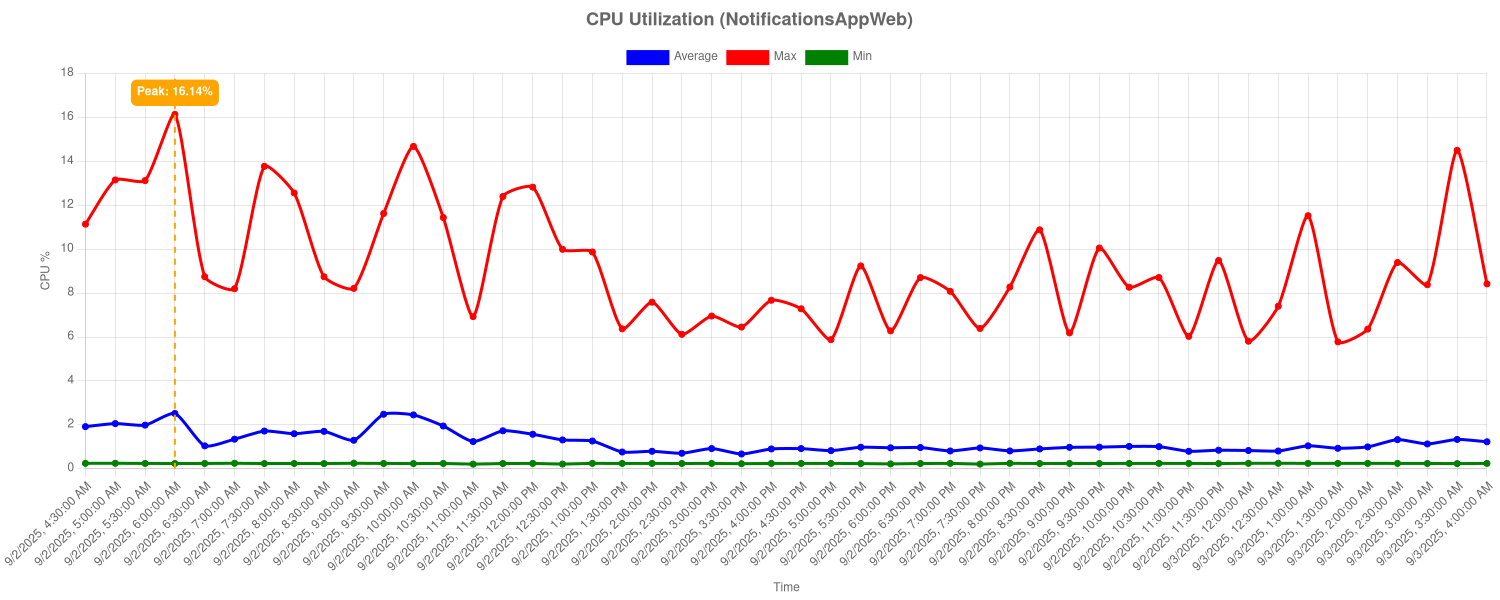 CPU Utilization (NotificationsAppWeb)
Average Max Min
Peak: 16.14%
18
16
14
12
10
8
6
4
2
0
CPU %
9/2/2025, 4:30:00 AM
9/2/2025, 5:00:00 AM
9/2/2025, 5:30:00 AM
9/2/2025, 6:00:00 AM
9/2/2025, 6:30:00 AM
9/2/2025, 7:00:00 AM
9/2/2025, 7:30:00 AM
9/2/2025, 8:00:00 AM
9/2/2025, 8:30:00 AM
9/2/2025, 9:00:00 AM
9/2/2025, 9:30:00 AM
9/2/2025, 10:00:00 AM
9/2/2025, 10:30:00 AM
9/2/2025, 11:00:00 AM
9/2/2025, 11:30:00 AM
9/2/2025, 12:00:00 PM
9/2/2025, 12:30:00 PM
9/2/2025, 1:00:00 PM
9/2/2025, 1:30:00 PM
9/2/2025, 2:00:00 PM
9/2/2025, 2:30:00 PM
9/2/2025, 3:00:00 PM
9/2/2025, 3:30:00 PM
9/2/2025, 4:00:00 PM
9/2/2025, 4:30:00 PM
9/2/2025, 5:00:00 PM
9/2/2025, 5:30:00 PM
9/2/2025, 6:00:00 PM
9/2/2025, 6:30:00 PM
9/2/2025, 7:00:00 PM
9/2/2025, 7:30:00 PM
9/2/2025, 8:00:00 PM
9/2/2025, 8:30:00 PM
9/2/2025, 9:00:00 PM
9/2/2025, 9:30:00 PM
9/2/2025, 10:00:00 PM
9/2/2025, 10:30:00 PM
9/2/2025, 11:00:00 PM
9/2/2025, 11:30:00 PM
9/3/2025, 12:00:00 AM
9/3/2025, 12:30:00 AM
9/3/2025, 1:00:00 AM
9/3/2025, 1:30:00 AM
9/3/2025, 2:00:00 AM
9/3/2025, 2:30:00 AM
9/3/2025, 3:00:00 AM
9/3/2025, 3:30:00 AM
9/3/2025, 4:00:00 AM
Time